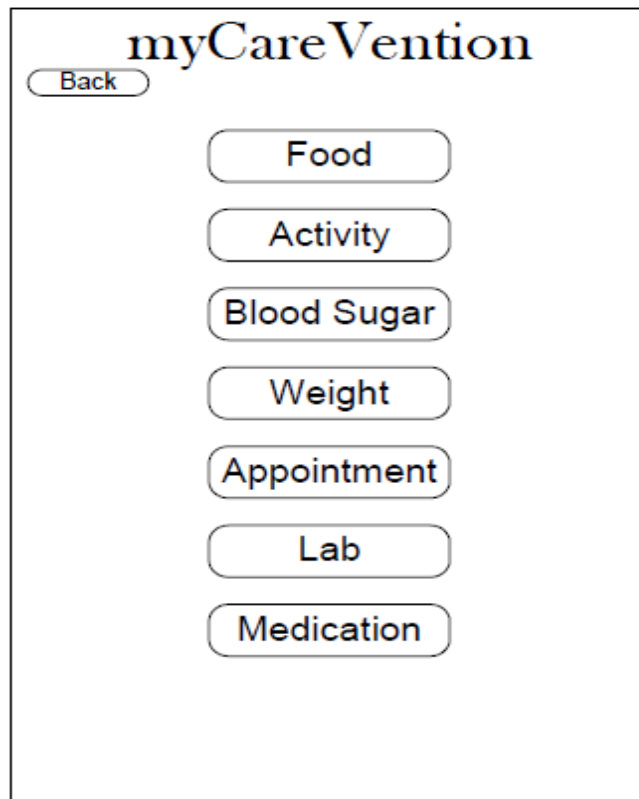 myCareVention
Back
Food
Activity
Blood Sugar
Weight
Appointment
Lab
Medication